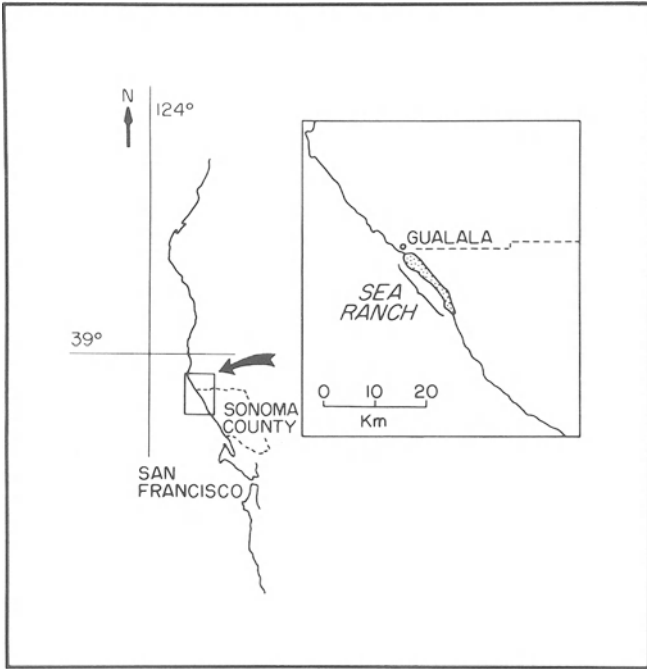 N
124°
39°
SONOMA
COUNTY
SAN
FRANCISCO
GUALALA
SEA
RANCH
0 10 20
Km